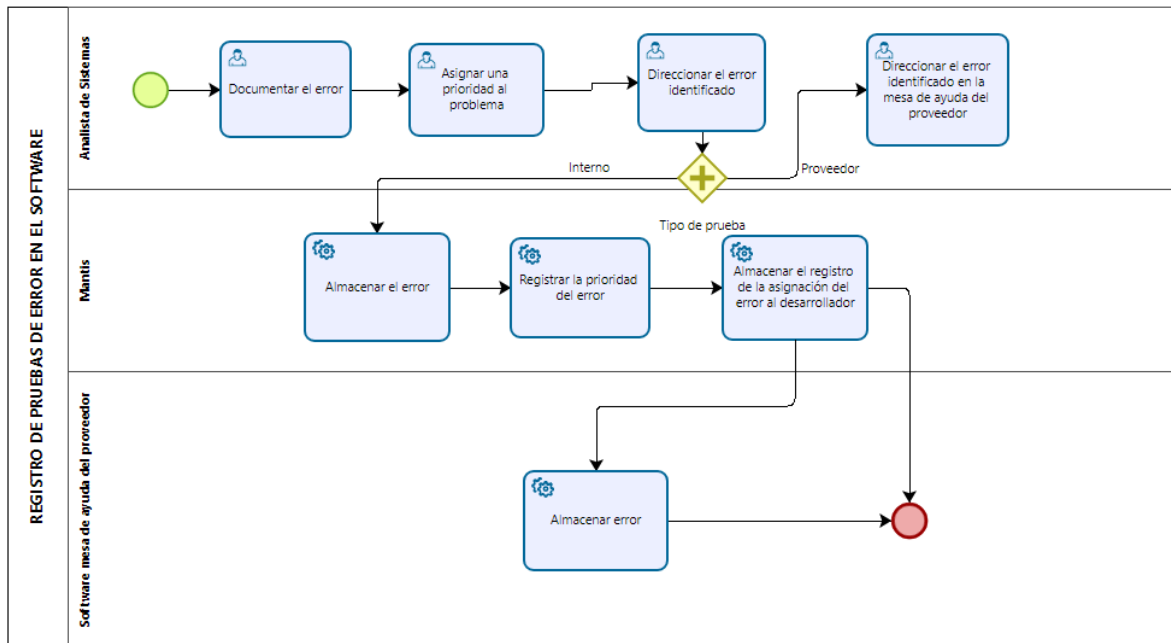 REGISTRO DE PRUEBAS DE ERROR EN EL SOFTWARE
Analista de Sistemas
Documentar el error
Asignar una
prioridad al
problema
Direccionar el error
identificado
Direccionar el error
identificado en la
mesa de ayuda del
proveedor
Interno
Proveedor
Tipo de prueba
Mantis
Almacenar el error
Registrar la prioridad
del error
Almacenar el registro
de la asignación del
error al desarrollador
Software mesa de ayuda del proveedor
Almacenar error